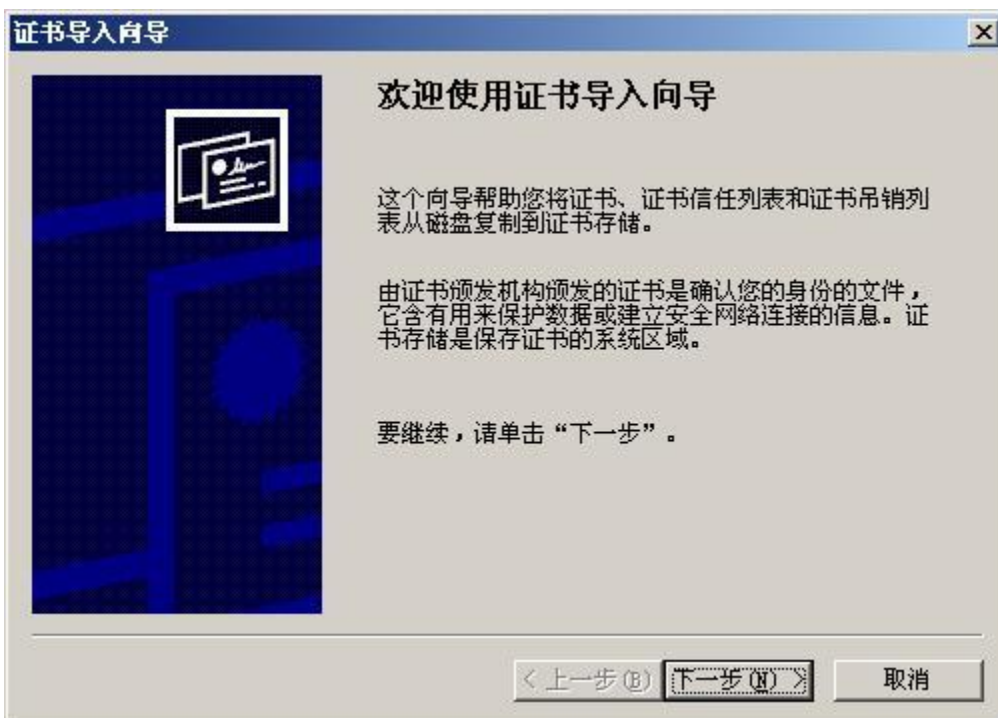 证书导入向导
欢迎使用证书导入向导
这个向导帮助您将证书、证书信任列表和证书吊销列
表从磁盘复制到证书存储。
由证书颁发机构颁发的证书是确认您的身份的文件，
它含有用来保护数据或建立安全网络连接的信息。证
书存储是保存证书的系统区域。
要继续，请单击“下一步”。
< 上一步(B)
下一步(N) >
取消